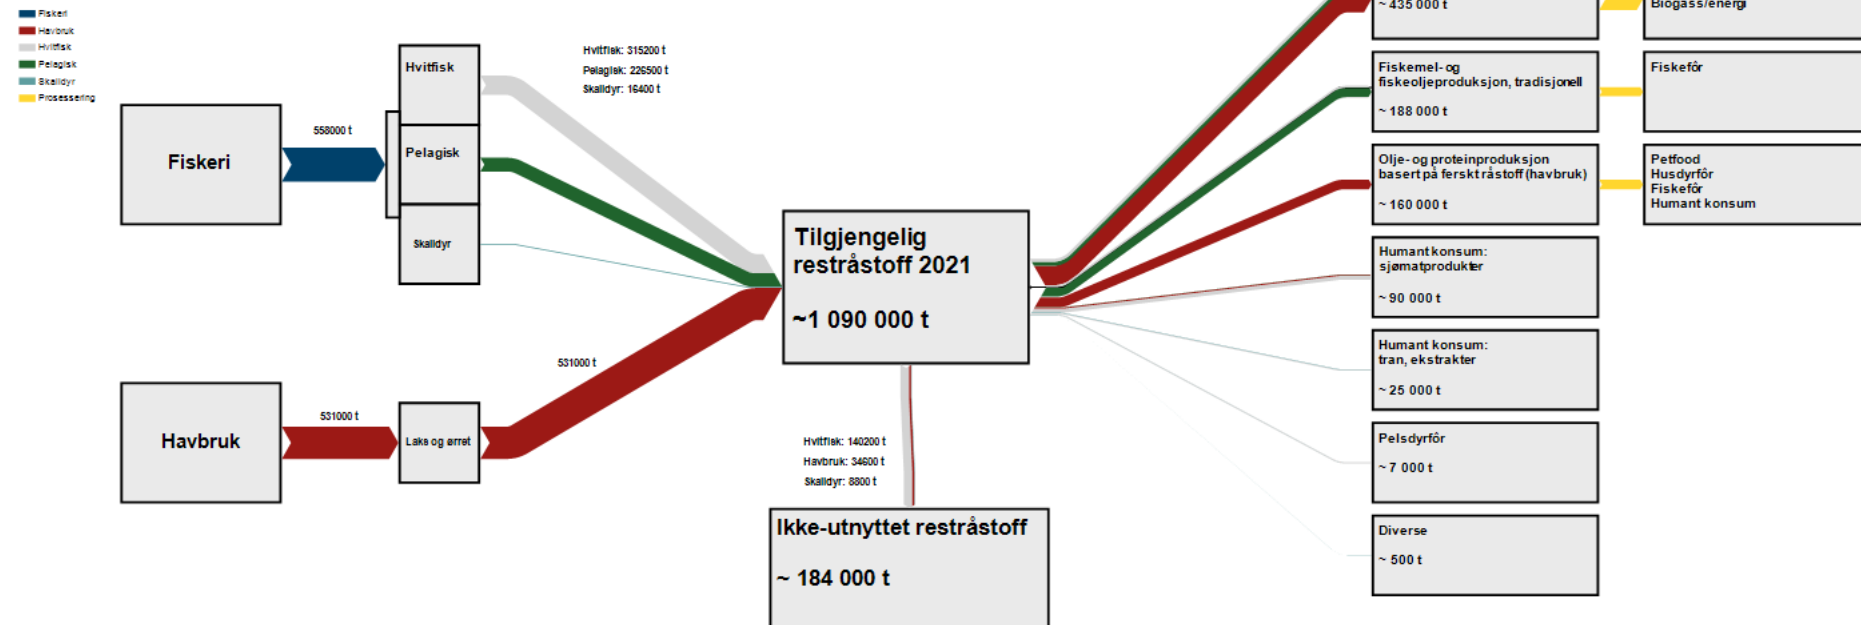 Fiskeri
Havbruk
Hvitfisk
Pelagisk
Skalldyr
Prosessering
Fiskeri
558000 t
Hvitfisk
Pelagisk
Skalldyr
Hvitfisk: 315200 t
Pelagisk: 226500 t
Skalldyr: 16400 t
Havbruk
531000 t
Laks og ørret
531000 t
Tilgjengelig
restråstoff 2021
~1 090 000 t
Hvitfisk: 140200 t
Havbruk: 34600 t
Skalldyr: 8800 t
Ikke-utnyttet restråstoff
~ 184 000 t
~ 435 000 t
Biogass/energi
Fiskemel- og
fiskeoljeproduksjon, tradisjonell
~ 188 000 t
Fiskefôr
Olje- og proteinproduksjon
basert på ferskt råstoff (havbruk)
~ 160 000 t
Petfood
Husdyrfôr
Fiskefôr
Humant konsum
Humant konsum:
sjømatprodukter
~ 90 000 t
Humant konsum:
tran, ekstrakter
~ 25 000 t
Pelsdyrfôr
~ 7 000 t
Diverse
~ 500 t